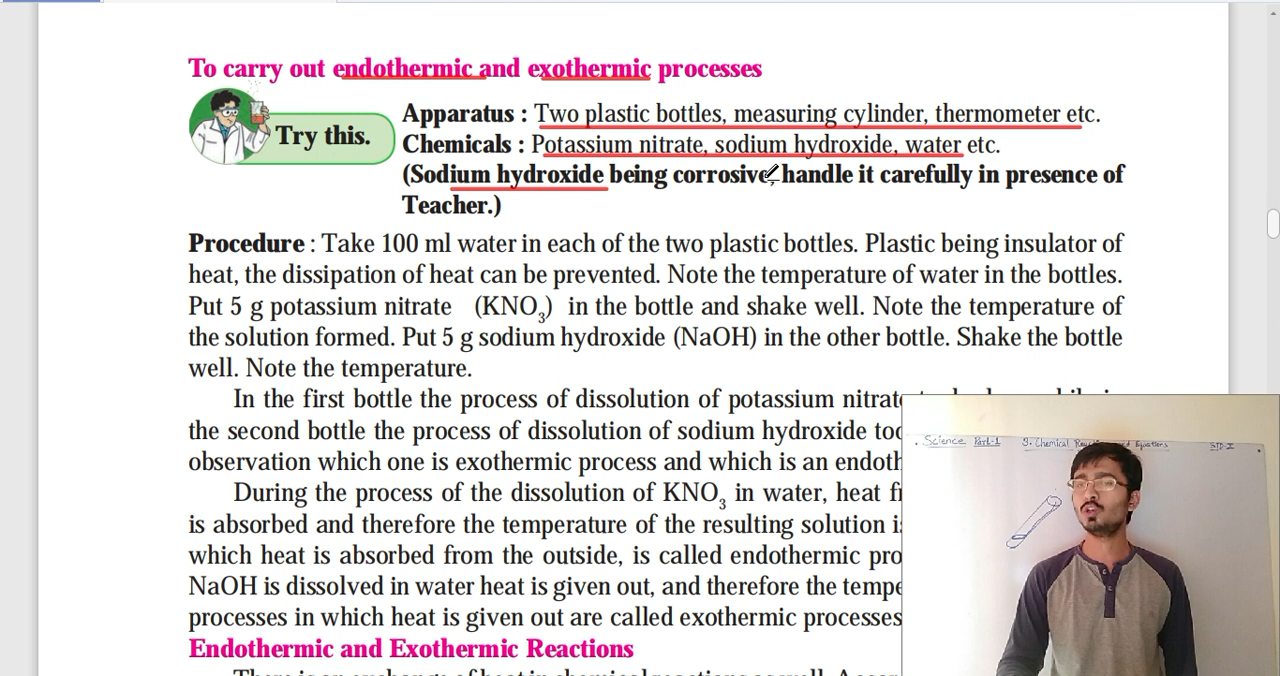 To carry out endothermic and exothermic processes
Try this.
Apparatus : Two plastic bottles, measuring cylinder, thermometer etc.
Chemicals : Potassium nitrate, sodium hydroxide, water etc.
(Sodium hydroxide being corrosive, handle it carefully in presence of
Teacher.)
Procedure : Take 100 ml water in each of the two plastic bottles. Plastic being insulator of
heat, the dissipation of heat can be prevented. Note the temperature of water in the bottles.
Put 5 g potassium nitrate (KNO₃) in the bottle and shake well. Note the temperature of
the solution formed. Put 5 g sodium hydroxide (NaOH) in the other bottle. Shake the bottle
well. Note the temperature.
In the first bottle the process of dissolution of potassium nitrate
the second bottle the process of dissolution of sodium hydroxide
observation which one is exothermic process and which is an
During the process of the dissolution of KNO₃ in water, heat
is absorbed and therefore the temperature of the resulting solution
which heat is absorbed from the outside, is called endothermic
NaOH is dissolved in water heat is given out, and therefore the
processes in which heat is given out are called exothermic processes
Endothermic and Exothermic Reactions
. Science Part-1 3. Chemical Equations STD-X